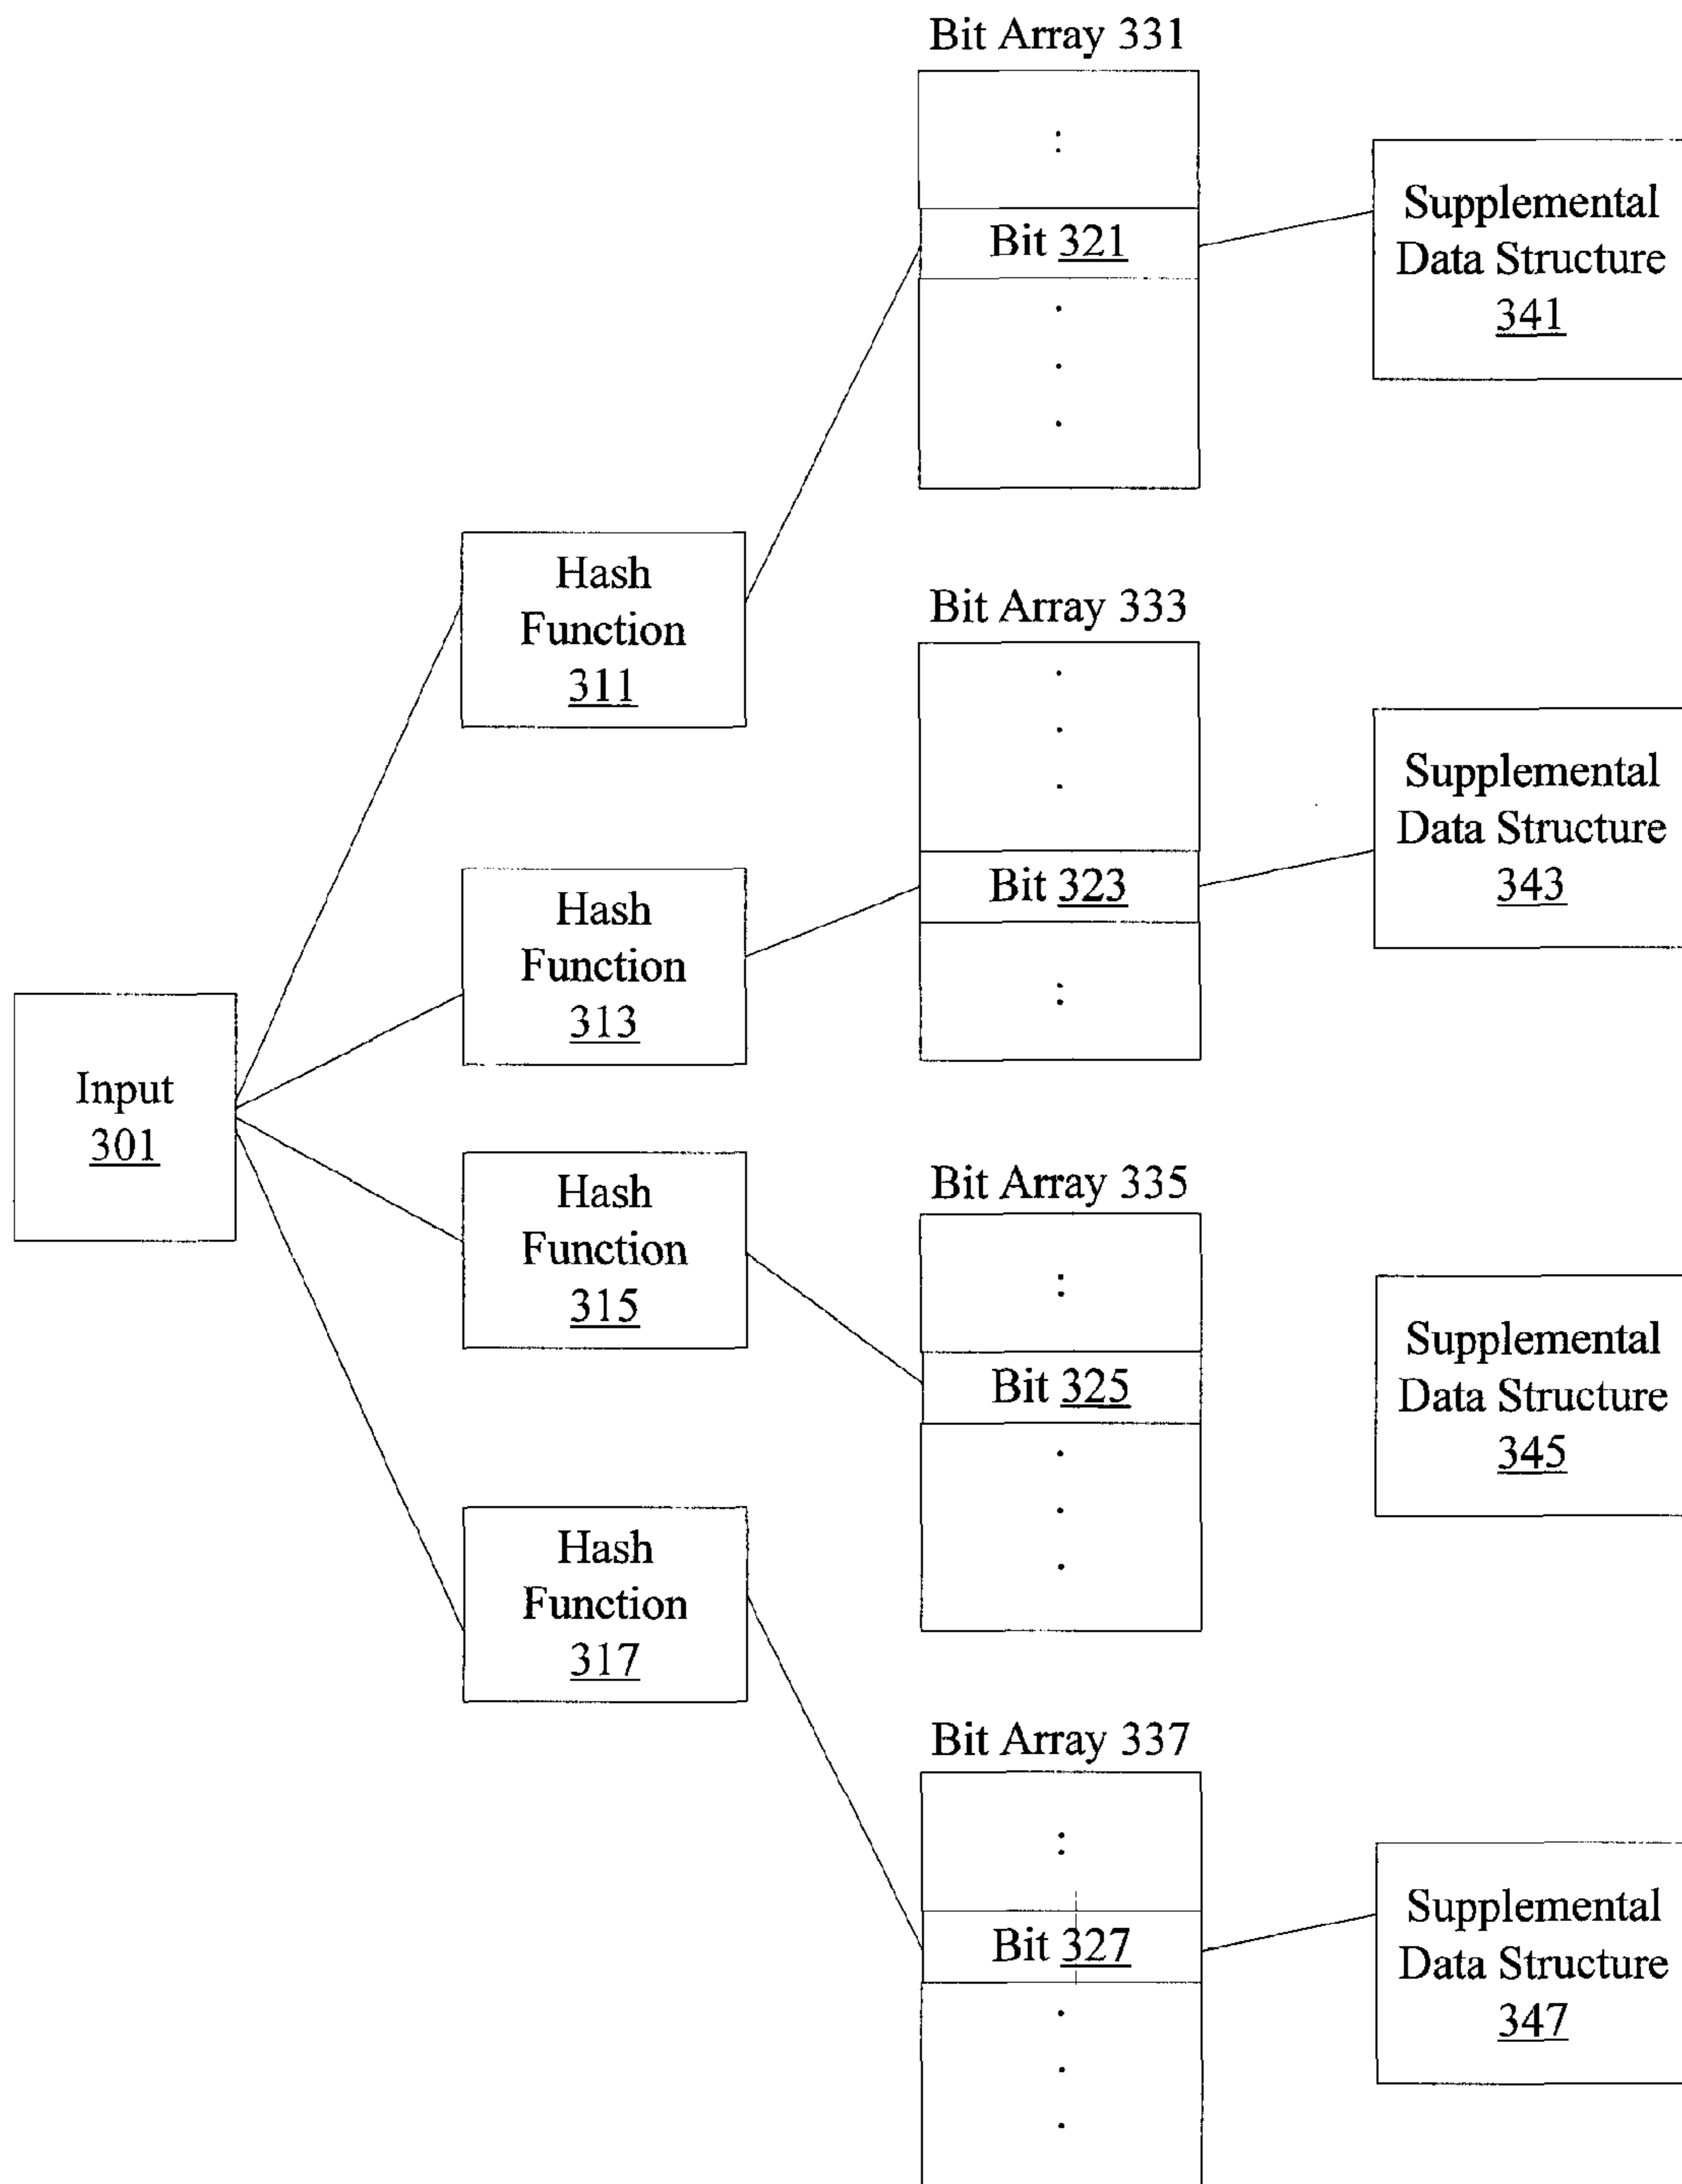 Bit Array 331
Bit 321
Supplemental
Data Structure
341
Hash
Function
311
Bit Array 333
Bit 323
Supplemental
Data Structure
343
Hash
Function
313
Input
301
Hash
Function
315
Bit Array 335
Bit 325
Supplemental
Data Structure
345
Hash
Function
317
Bit Array 337
Bit 327
Supplemental
Data Structure
347